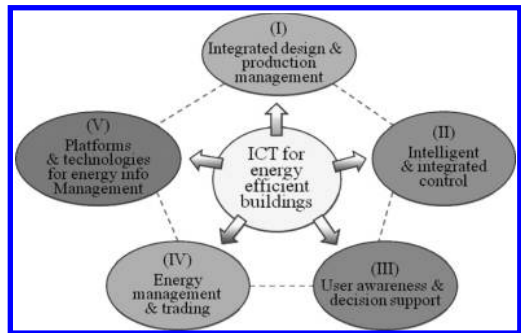 (I)
Integrated design &
production
management
(II)
Intelligent
& integrated
control
(III)
User awareness &
decision support
(IV)
Energy
management
& trading
(V)
Platforms
& technologies
for energy info
Management
ICT for
energy
efficient
buildings